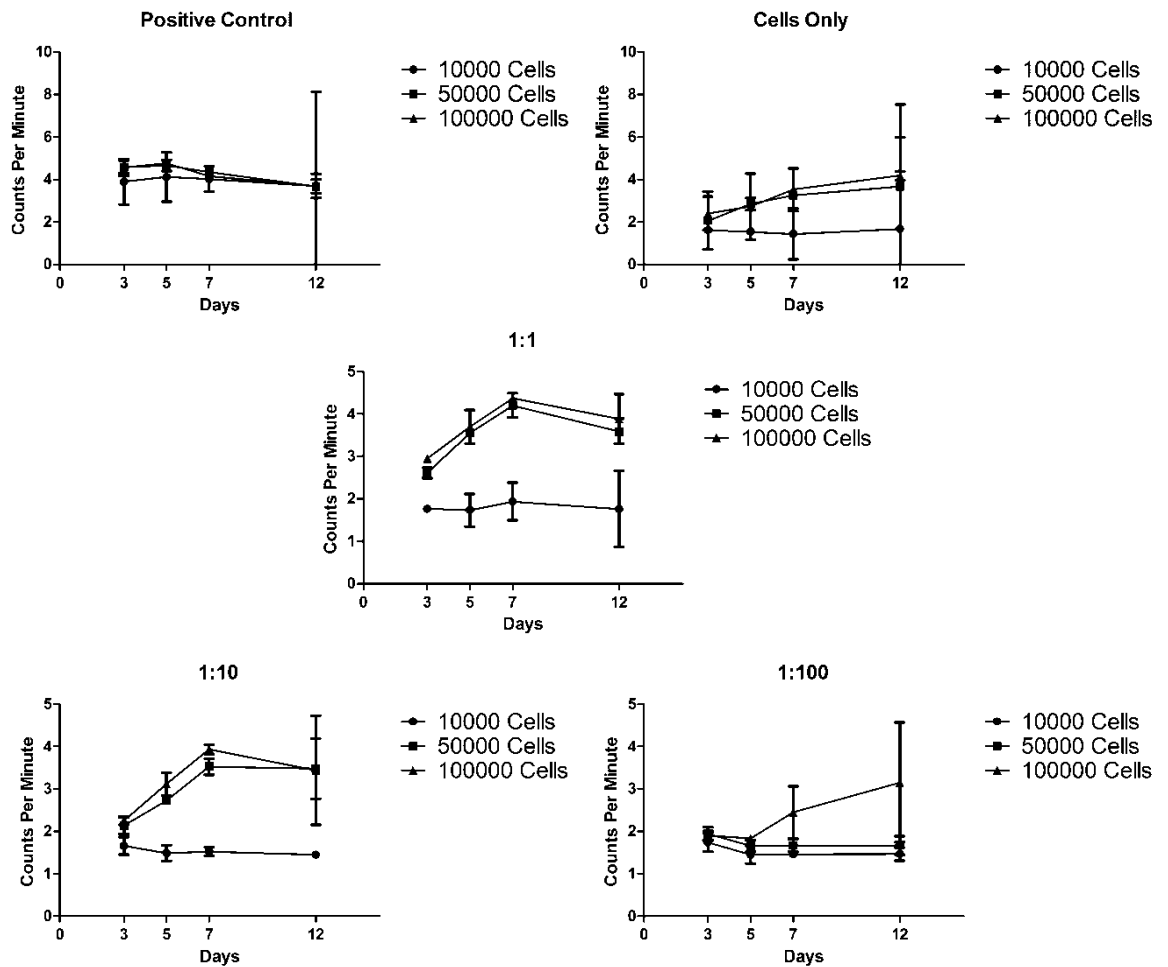 Positive Control
Counts Per Minute
10
8
6
4
2
0
0
3
5
7
12
Days
10000 Cells
50000 Cells
100000 Cells
Cells Only
Counts Per Minute
10
8
6
4
2
0
0
3
5
7
12
Days
10000 Cells
50000 Cells
100000 Cells
1:1
Counts Per Minute
5
4
3
2
1
0
0
3
5
7
12
Days
10000 Cells
50000 Cells
100000 Cells
1:10
Counts Per Minute
5
4
3
2
1
0
0
3
5
7
12
Days
10000 Cells
50000 Cells
100000 Cells
1:100
Counts Per Minute
5
4
3
2
1
0
0
3
5
7
12
Days
10000 Cells
50000 Cells
100000 Cells